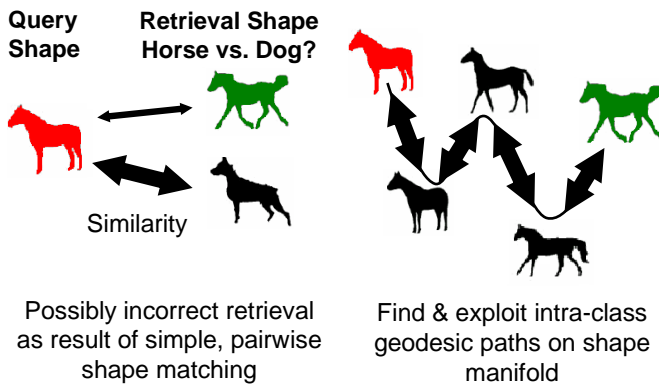 Query
Shape
Retrieval Shape
Horse vs. Dog?
Similarity
Possibly incorrect retrieval
as result of simple, pairwise
shape matching
Find & exploit intra-class
geodesic paths on shape
manifold